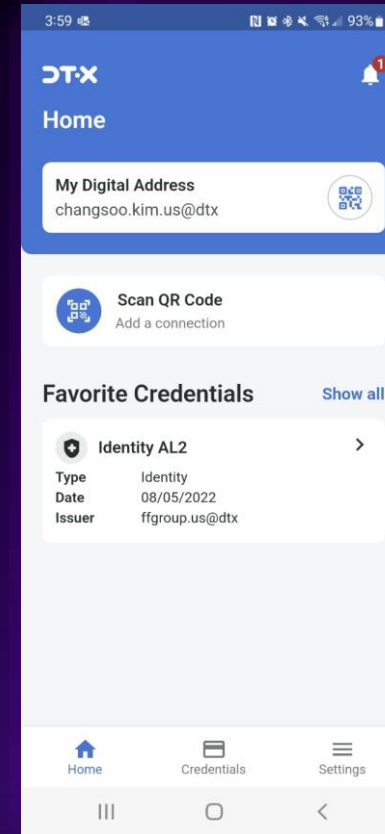 3:59
93%
DT-X
1
Home
My Digital Address
changsoo.kim.us@dtx
Scan QR Code
Add a connection
Favorite Credentials
Show all
Identity AL2
Type Identity
Date 08/05/2022
Issuer ffgroup.us@dtx
Home
Credentials
Settings